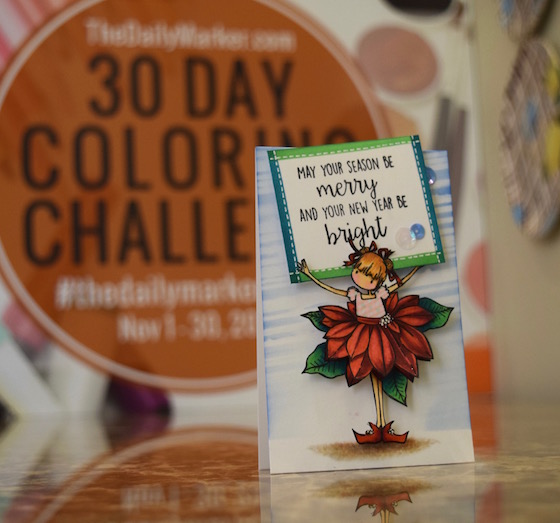 TheDailyMarker.com
30 DAY
COLORING
CHALLE
#thedailymarke
Nov 1-30, 20
MAY YOUR SEASON BE
merry
AND YOUR NEW YEAR BE
bright